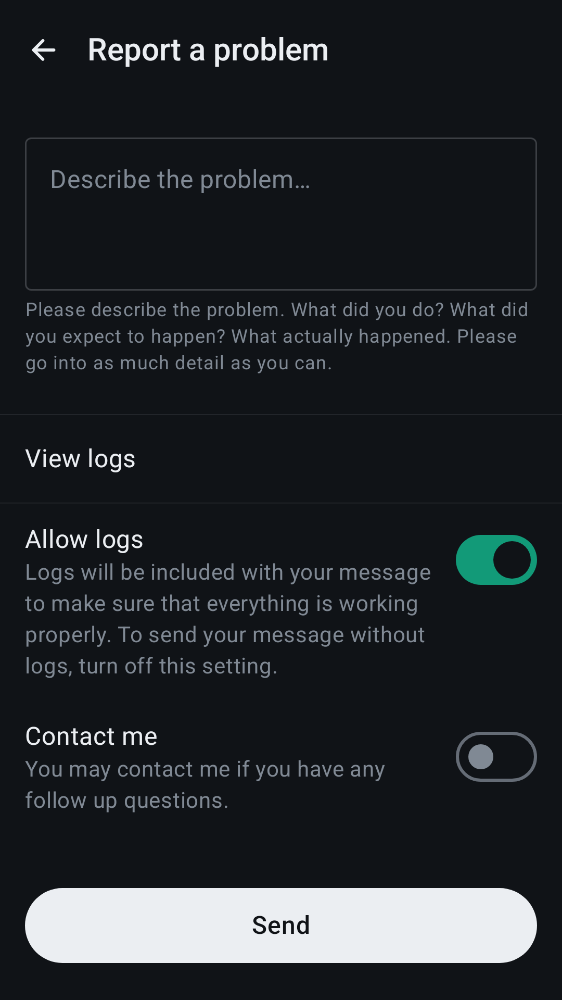 Report a problem
Describe the problem…
Please describe the problem. What did you do? What did
you expect to happen? What actually happened. Please
go into as much detail as you can.
View logs
Allow logs
Logs will be included with your message
to make sure that everything is working
properly. To send your message without
logs, turn off this setting.
Contact me
You may contact me if you have any
follow up questions.
Send